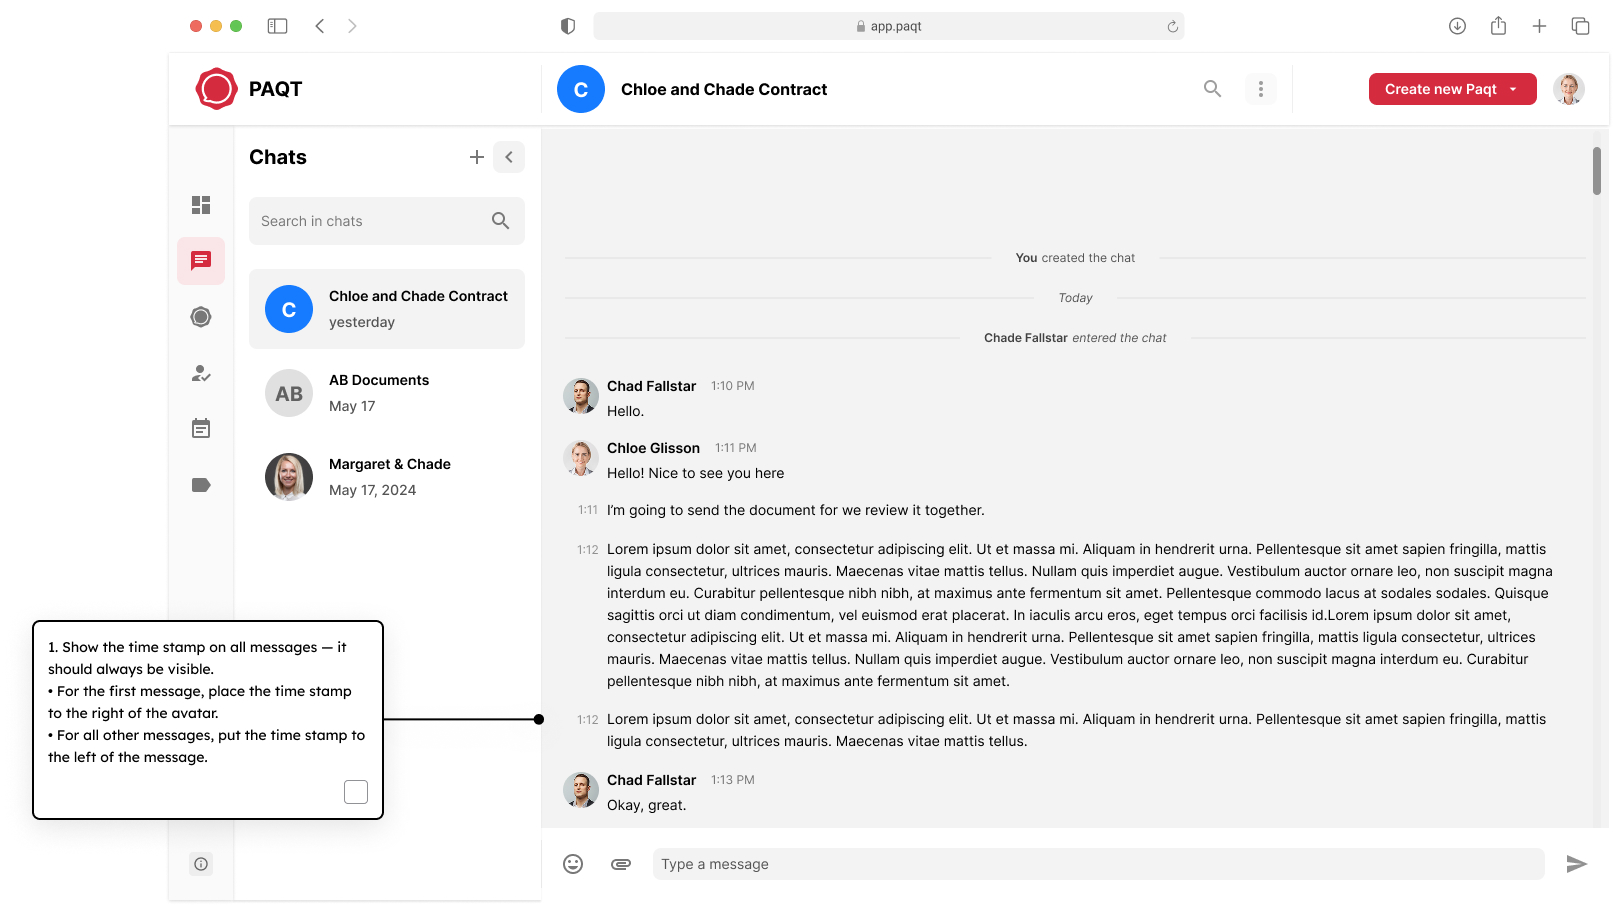 app.paqt
PAQT
C
Chloe and Chade Contract
Create new Paqt
Chats
Search in chats
C
Chloe and Chade Contract
yesterday
AB
AB Documents
May 17
Margaret & Chade
May 17, 2024
You created the chat
Today
Chade Fallstar entered the chat
Chad Fallstar 1:10 PM
Hello.
Chloe Glisson 1:11 PM
Hello! Nice to see you here
1:11 I’m going to send the document for we review it together.
1:12 Lorem ipsum dolor sit amet, consectetur adipiscing elit. Ut et massa mi. Aliquam in hendrerit urna. Pellentesque sit amet sapien fringilla, mattis
ligula consectetur, ultrices mauris. Maecenas vitae mattis tellus. Nullam quis imperdiet augue. Vestibulum auctor ornare leo, non suscipit magna
interdum eu. Curabitur pellentesque nibh nibh, at maximus ante fermentum sit amet. Pellentesque commodo lacus at sodales sodales. Quisque
sagittis orci ut diam condimentum, vel euismod erat placerat. In iaculis arcu eros, eget tempus orci facilisis id.Lorem ipsum dolor sit amet,
consectetur adipiscing elit. Ut et massa mi. Aliquam in hendrerit urna. Pellentesque sit amet sapien fringilla, mattis ligula consectetur, ultrices
mauris. Maecenas vitae mattis tellus. Nullam quis imperdiet augue. Vestibulum auctor ornare leo, non suscipit magna interdum eu. Curabitur
pellentesque nibh nibh, at maximus ante fermentum sit amet.
1:12 Lorem ipsum dolor sit amet, consectetur adipiscing elit. Ut et massa mi. Aliquam in hendrerit urna. Pellentesque sit amet sapien fringilla, mattis
ligula consectetur, ultrices mauris. Maecenas vitae mattis tellus.
Chad Fallstar 1:13 PM
Okay, great.
Type a message
1. Show the time stamp on all messages — it
should always be visible.
• For the first message, place the time stamp
to the right of the avatar.
• For all other messages, put the time stamp to
the left of the message.